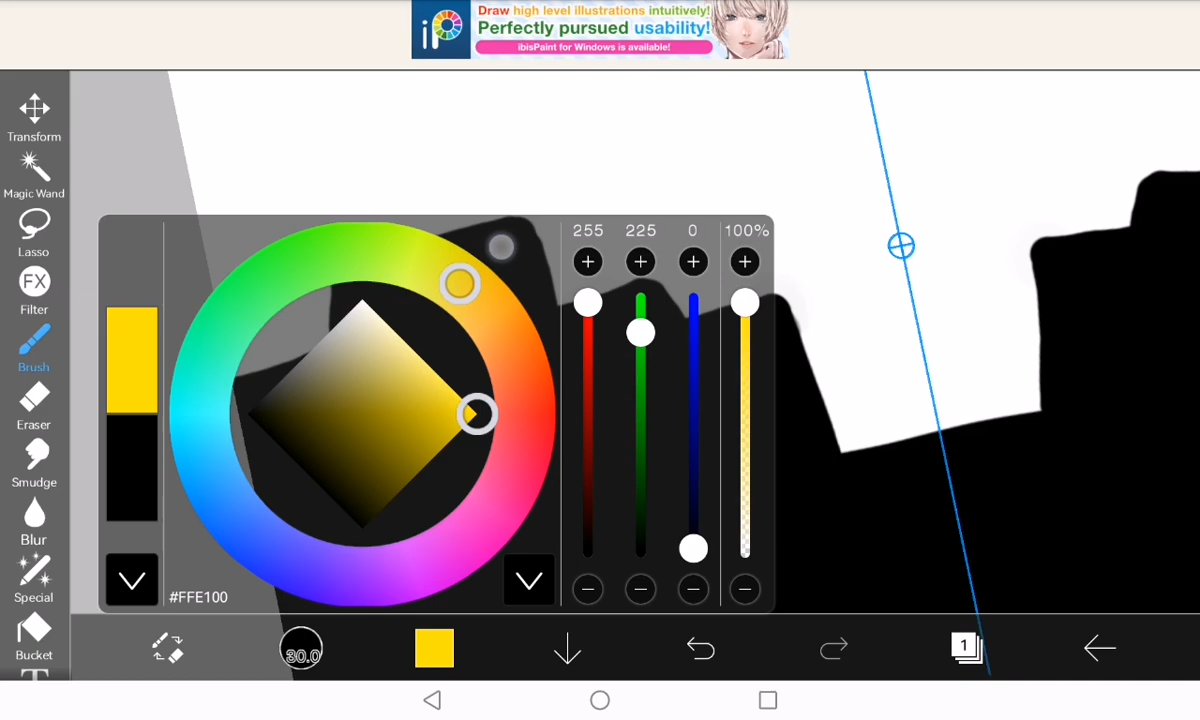 iP
Draw high level illustrations intuitively!
Perfectly pursued usability!
ibisPaint for Windows is available!
Transform
Magic Wand
Lasso
FX
Filter
Brush
Eraser
Smudge
Blur
Special
Bucket
T
255 225 0 100%
#FFE100
30.0
1